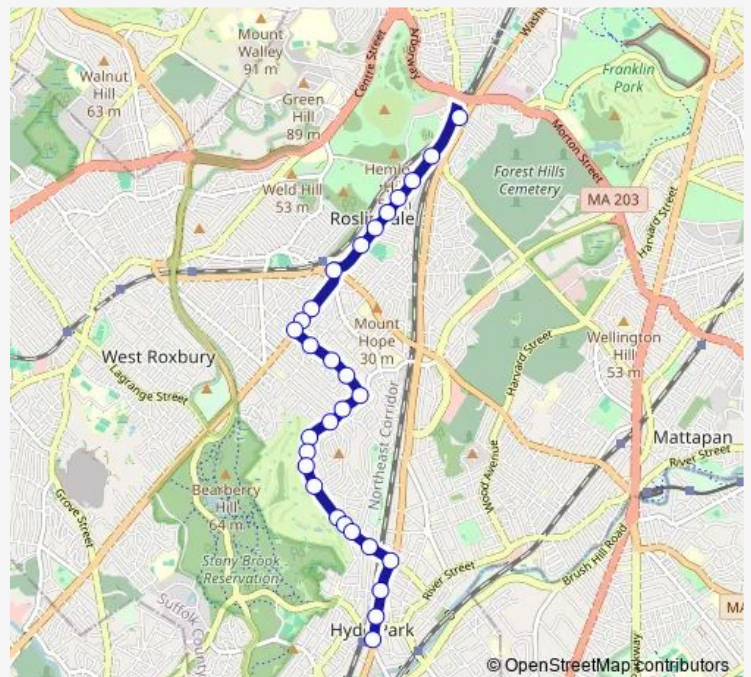 Mount
Walley
91 m
Centre Street
Arborway
Walnut
Hill
63 m
Green
Hill
89 m
Franklin
Park
Morton Street
Weld Hill
53 m
Forest Hills
Cemetery
MA 203
Harvard Street
Mount
Hope
30 m
Wellington
Hill
53 m
West Roxbury
Lagrange Street
Harvard Street
Northeast Corridor
Mattapan
River Street
Wood Avenue
Grove Street
Bearberry
Hill
64 m
Stony Brook
Reservation
River Street
Brush Hill Road
Suffolk County
MA
© OpenStreetMap contributors